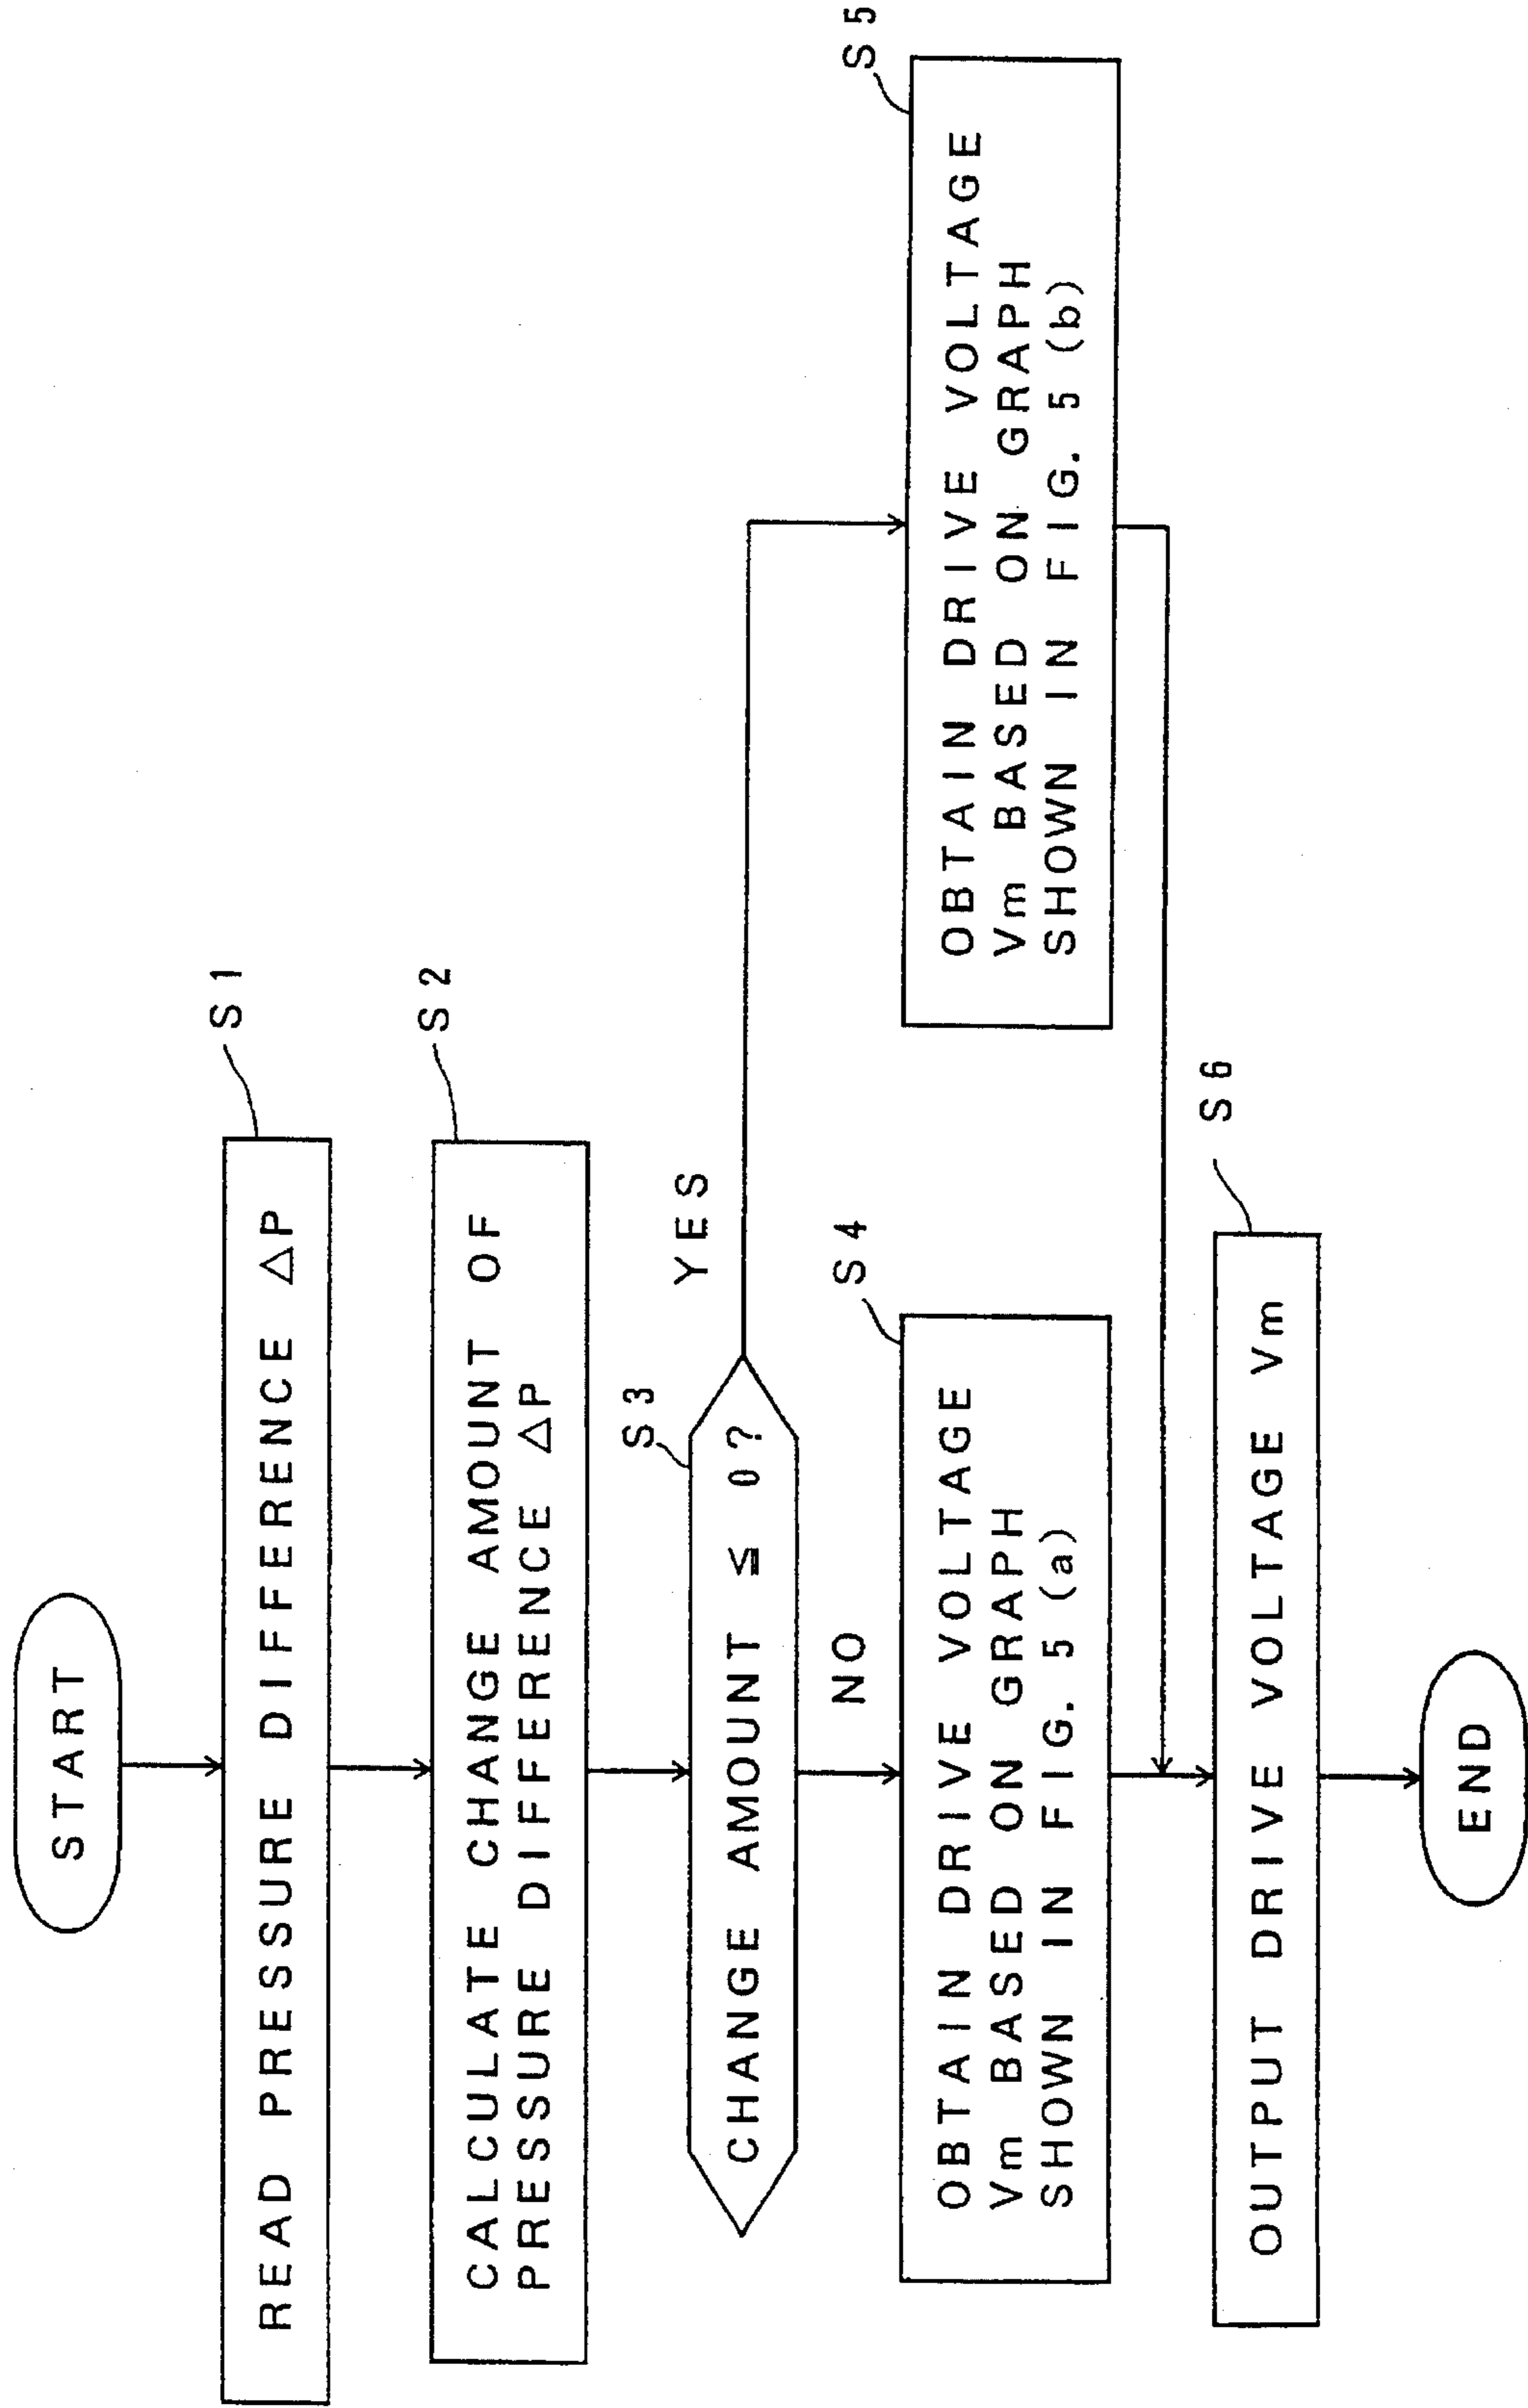 START
S1
READ PRESSURE DIFFERENCE △P
S2
CALCULATE CHANGE AMOUNT OF
PRESSURE DIFFERENCE △P
S3
CHANGE AMOUNT ≦ 0?
YES
NO
S4
OBTAIN DRIVE VOLTAGE
Vm BASED ON GRAPH
SHOWN IN FIG. 5 (a)
S5
OBTAIN DRIVE VOLTAGE
Vm BASED ON GRAPH
SHOWN IN FIG. 5 (b)
S6
OUTPUT DRIVE VOLTAGE Vm
END